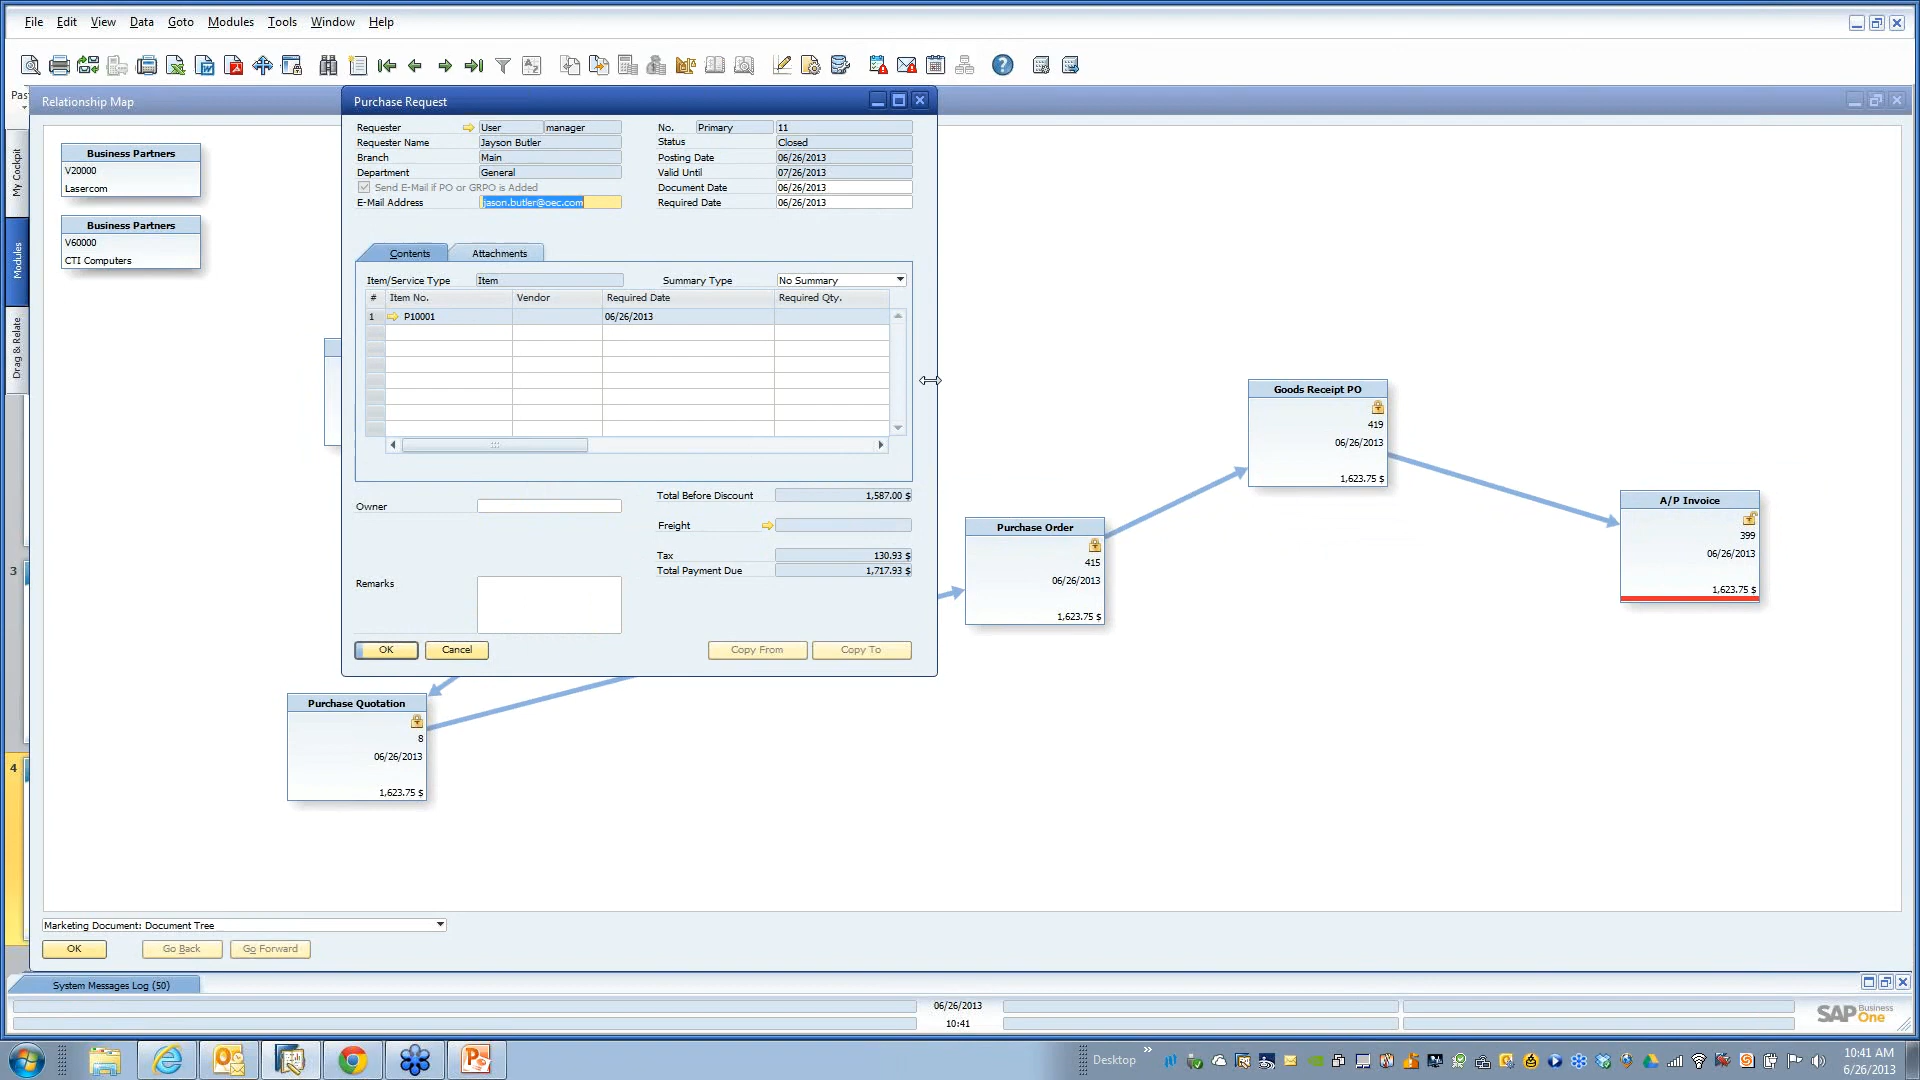 File Edit View Data Goto Modules Tools Window Help
Pas
Relationship Map
Purchase Request
My Cockpit
Modules
Drag & Relate
Business Partners
V20000
Lasercom
Business Partners
V60000
CTI Computers
Requester User manager
Requester Name Jayson Butler
Branch Main
Department General
Send E-Mail if PO or GRPO is Added
E-Mail Address jason.butler@oec.com
No. Primary 11
Status Closed
Posting Date 06/26/2013
Valid Until 07/26/2013
Document Date 06/26/2013
Required Date 06/26/2013
Contents Attachments
Item/Service Type Item Summary Type No Summary
# Item No. Vendor Required Date Required Qty.
1 P10001 06/26/2013
Owner
Remarks
Total Before Discount 1,587.00 $
Freight
Tax 130.93 $
Total Payment Due 1,717.93 $
OK Cancel Copy From Copy To
Goods Receipt PO
419
06/26/2013
1,623.75 $
A/P Invoice
399
06/26/2013
1,623.75 $
Purchase Order
415
06/26/2013
1,623.75 $
Purchase Quotation
8
06/26/2013
1,623.75 $
3
4
Marketing Document: Document Tree
OK Go Back Go Forward
System Messages Log (50)
06/26/2013
10:41
SAP Business One
Desktop
10:41 AM
6/26/2013